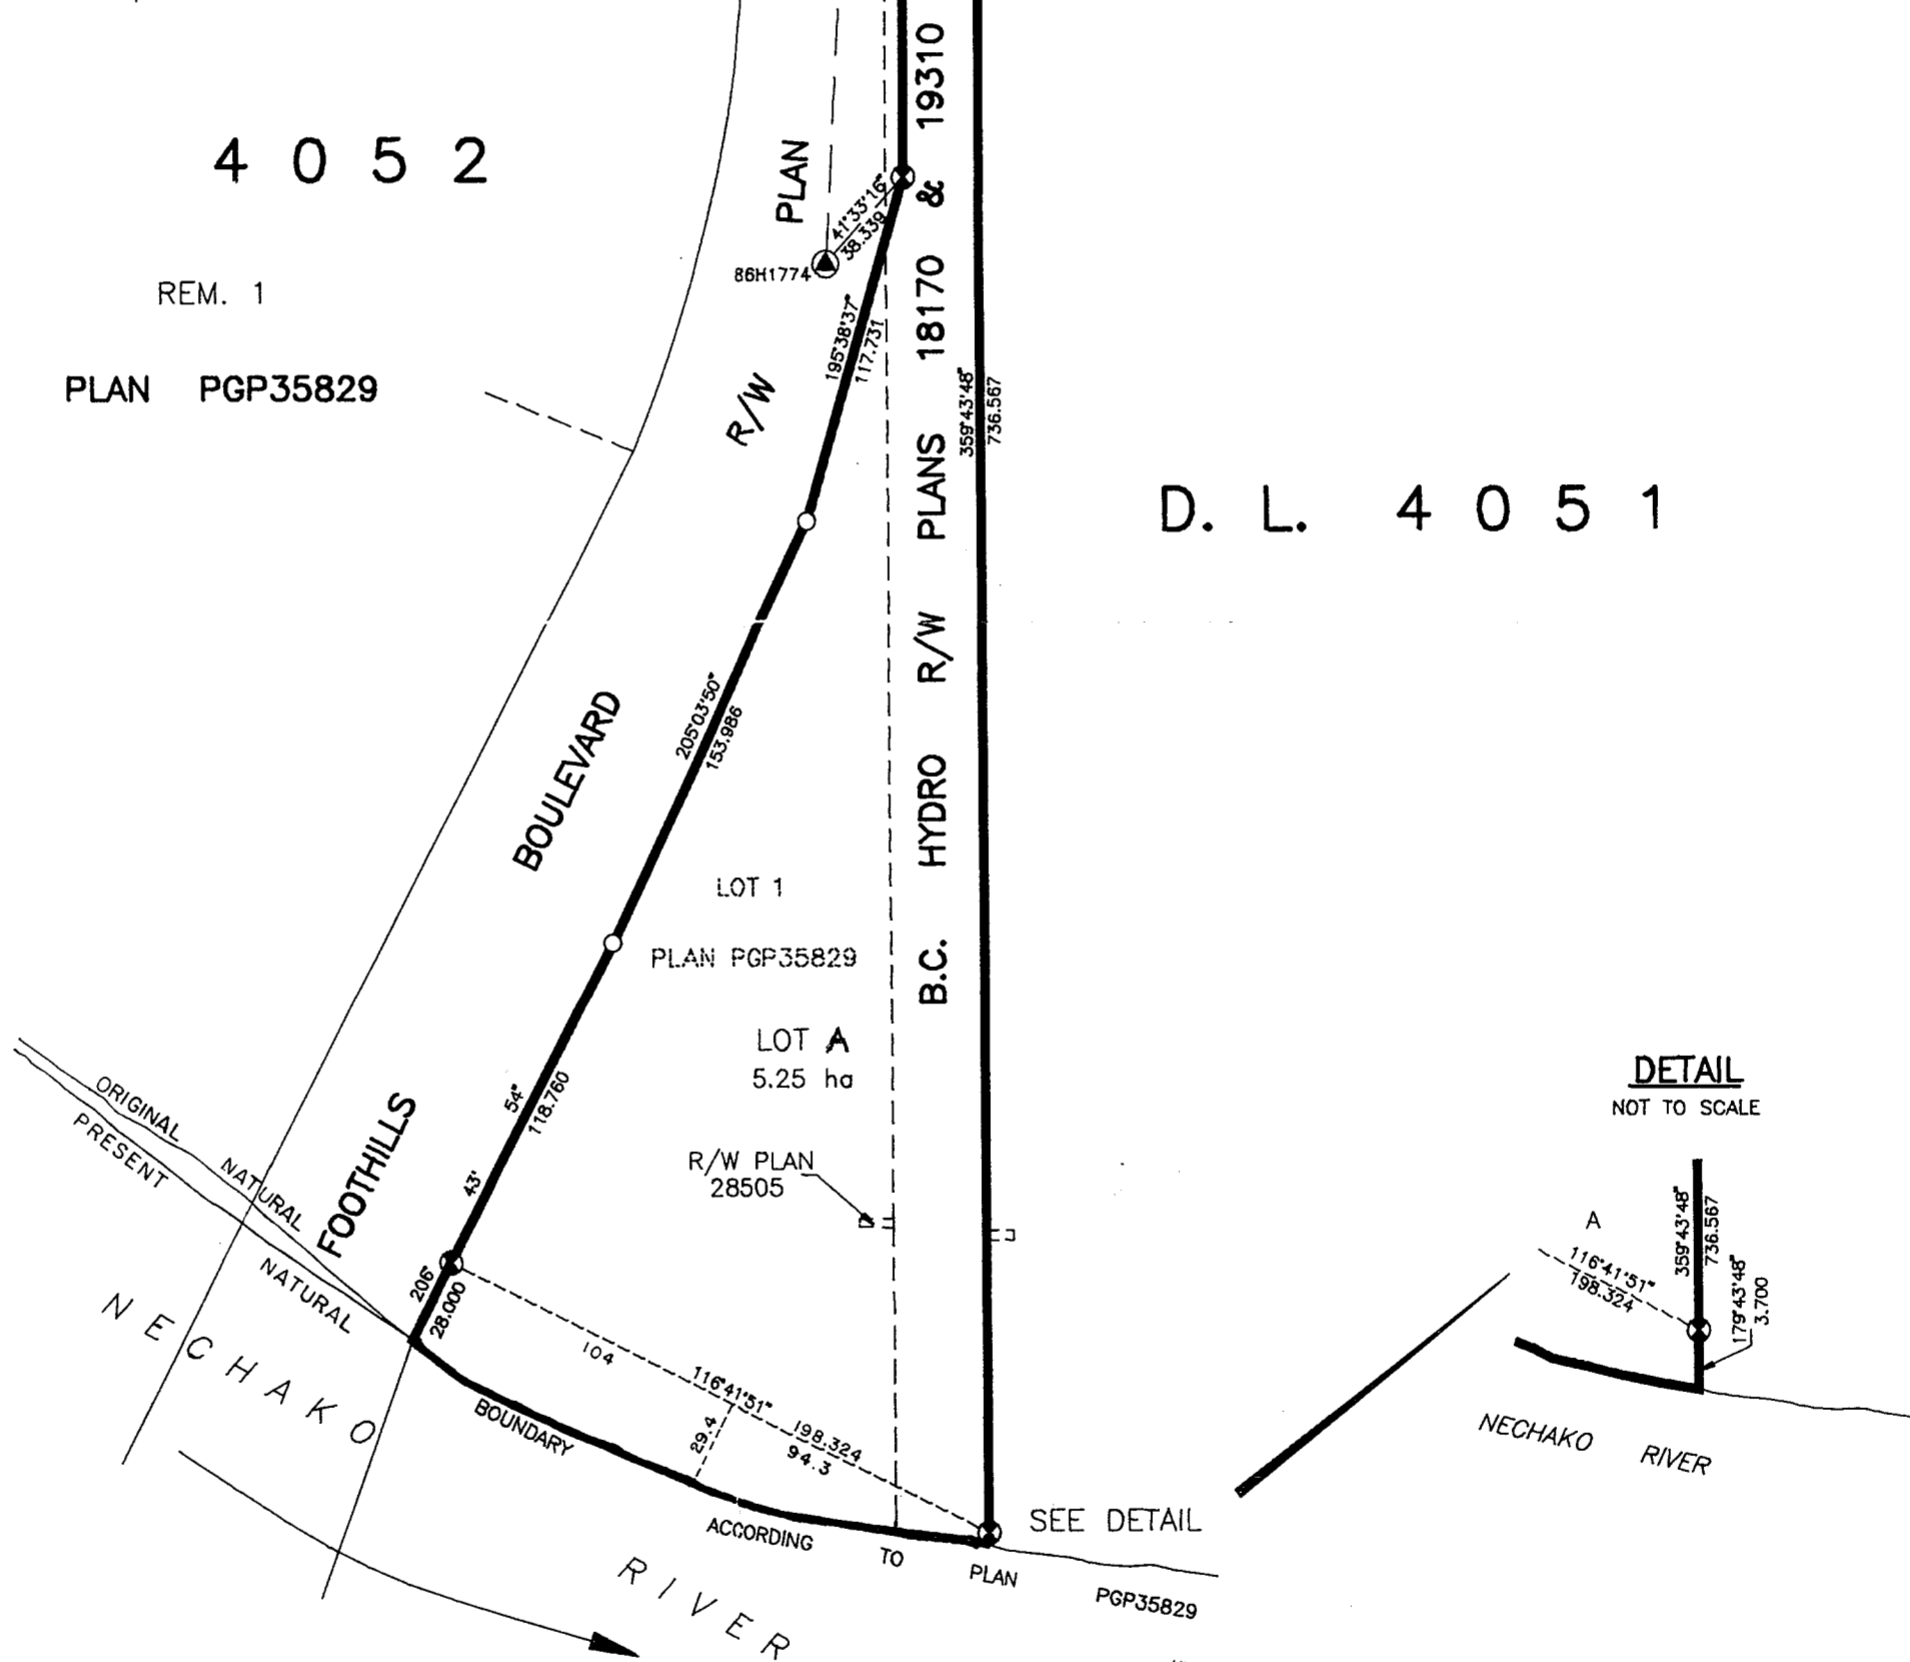 4 0 5 2
REM. 1
PLAN PGP35829
PLAN
R/W
41°33'16"
38.339
86H1774
195°38'37"
117.731
B.C. HYDRO R/W PLANS 18170 & 19310
359°43'48"
736.567
D. L. 4 0 5 1
205°03'50"
153.986
FOOTHILLS BOULEVARD
LOT 1
PLAN PGP35829
LOT A
5.25 ha
R/W PLAN
28505
206° 43' 54"
118.760
28.000
ORIGINAL NATURAL
PRESENT NATURAL
BOUNDARY ACCORDING TO PLAN PGP35829
104
116°41'51"
198.324
94.3
29.4
NECHAKO RIVER
SEE DETAIL
DETAIL
NOT TO SCALE
A
116°41'51"
198.324
359°43'48"
736.567
179°43'48"
3.700
NECHAKO RIVER